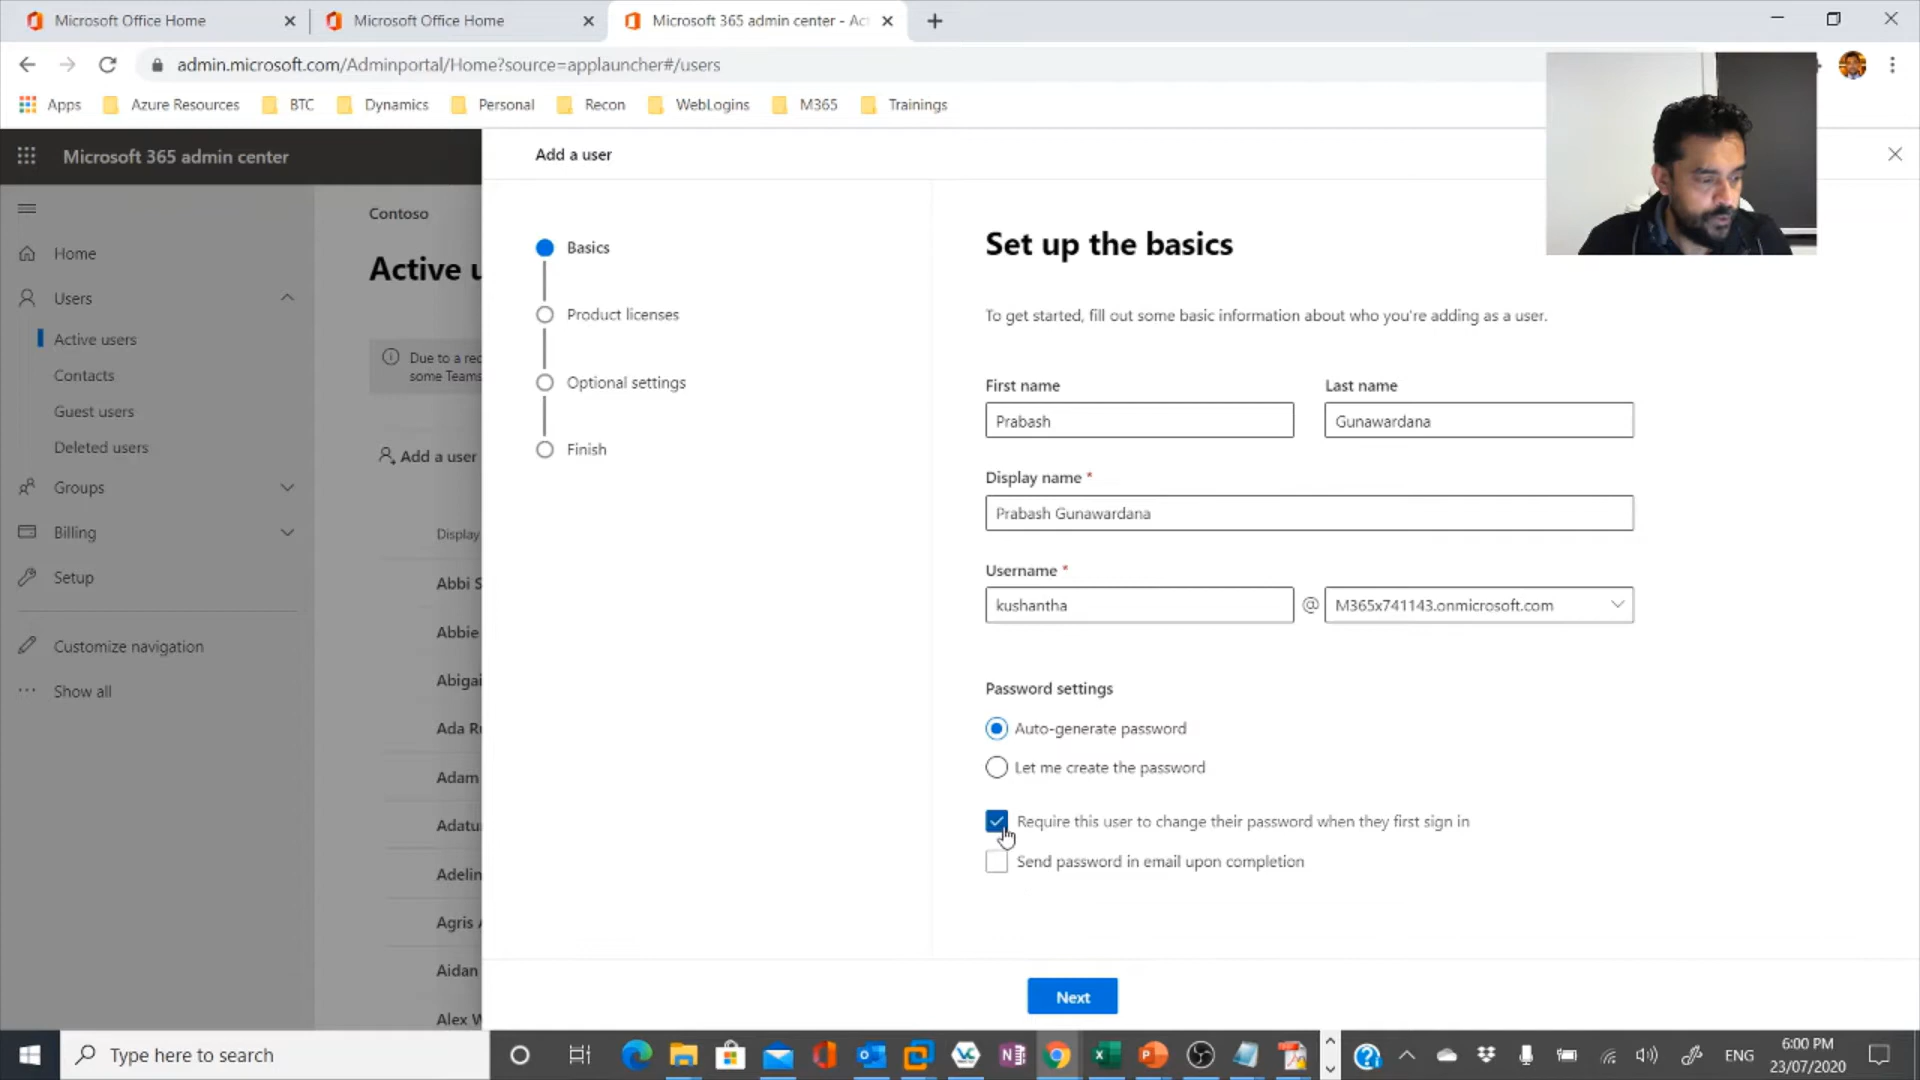 Microsoft Office Home
Microsoft Office Home
Microsoft 365 admin center - Ac
admin.microsoft.com/Adminportal/Home?source=applauncher#/users
Apps
Azure Resources
BTC
Dynamics
Personal
Recon
WebLogins
M365
Trainings
Microsoft 365 admin center
Add a user
Home
Users
Active users
Contacts
Guest users
Deleted users
Groups
Billing
Setup
Customize navigation
Show all
Contoso
Active u
Due to a rec
some Teams
Add a user
Display
Abbi S
Abbie
Abigai
Ada Ru
Adam
Adatu
Adelin
Agris
Aidan
Alex W
Basics
Product licenses
Optional settings
Finish
Set up the basics
To get started, fill out some basic information about who you're adding as a user.
First name
Last name
Prabash
Gunawardana
Display name *
Prabash Gunawardana
Username *
kushantha
@
M365x741143.onmicrosoft.com
Password settings
Auto-generate password
Let me create the password
Require this user to change their password when they first sign in
Send password in email upon completion
Next
Type here to search
ENG
6:00 PM
23/07/2020